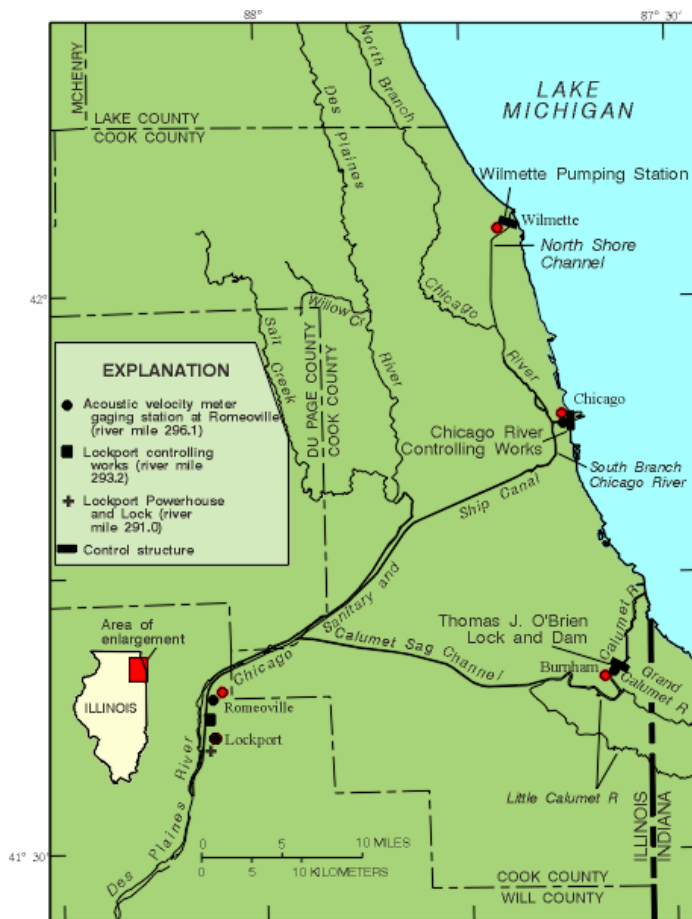 88°
87° 30'
MCHENRY
LAKE COUNTY
COOK COUNTY
Des Plaines
North Branch
LAKE
MICHIGAN
Wilmette Pumping Station
Wilmette
North Shore
Channel
42°
Chicago
River
Willow Cr
Salt
Creek
DU PAGE COUNTY
COOK COUNTY
River
EXPLANATION
Acoustic velocity meter
gaging station at Romeoville
(river mile 296.1)
Lockport controlling
works (river mile
293.2)
Lockport Powerhouse
and Lock (river
mile 291.0)
Control structure
Chicago
Chicago River
Controlling Works
South Branch
Chicago River
Ship Canal
Sanitary and
Chicago
Thomas J. O'Brien
Lock and Dam
Calumet R
Calumet Sag Channel
Burnham
Grand
Calumet R
Area of
enlargement
ILLINOIS
Romeoville
Lockport
Little Calumet R
ILLINOIS
INDIANA
Des Plaines River
0 5 10 MILES
0 5 10 KILOMETERS
41° 30'
COOK COUNTY
WILL COUNTY